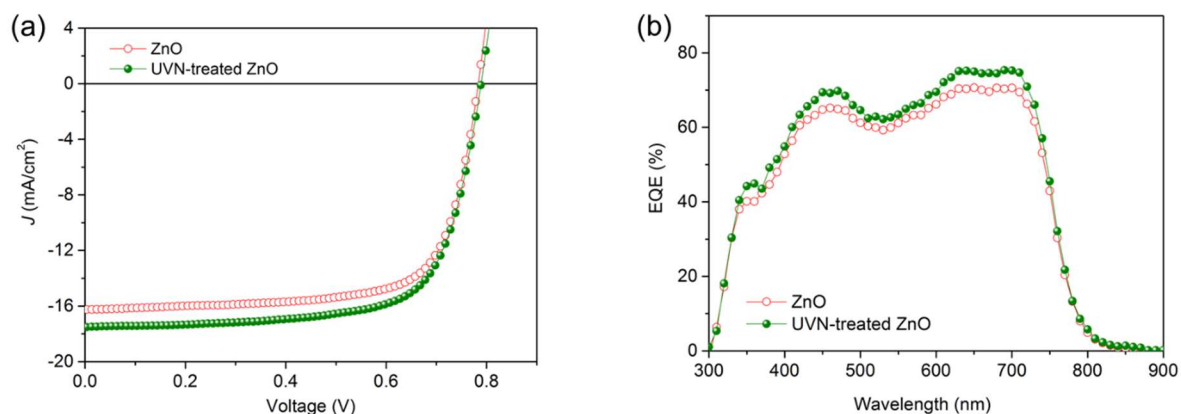 (a)
ZnO
UVN-treated ZnO
4
0
-4
-8
-12
-16
-20
J (mA/cm²)
0.0 0.2 0.4 0.6 0.8
Voltage (V)
(b)
80
60
40
20
0
EQE (%)
ZnO
UVN-treated ZnO
300 400 500 600 700 800 900
Wavelength (nm)